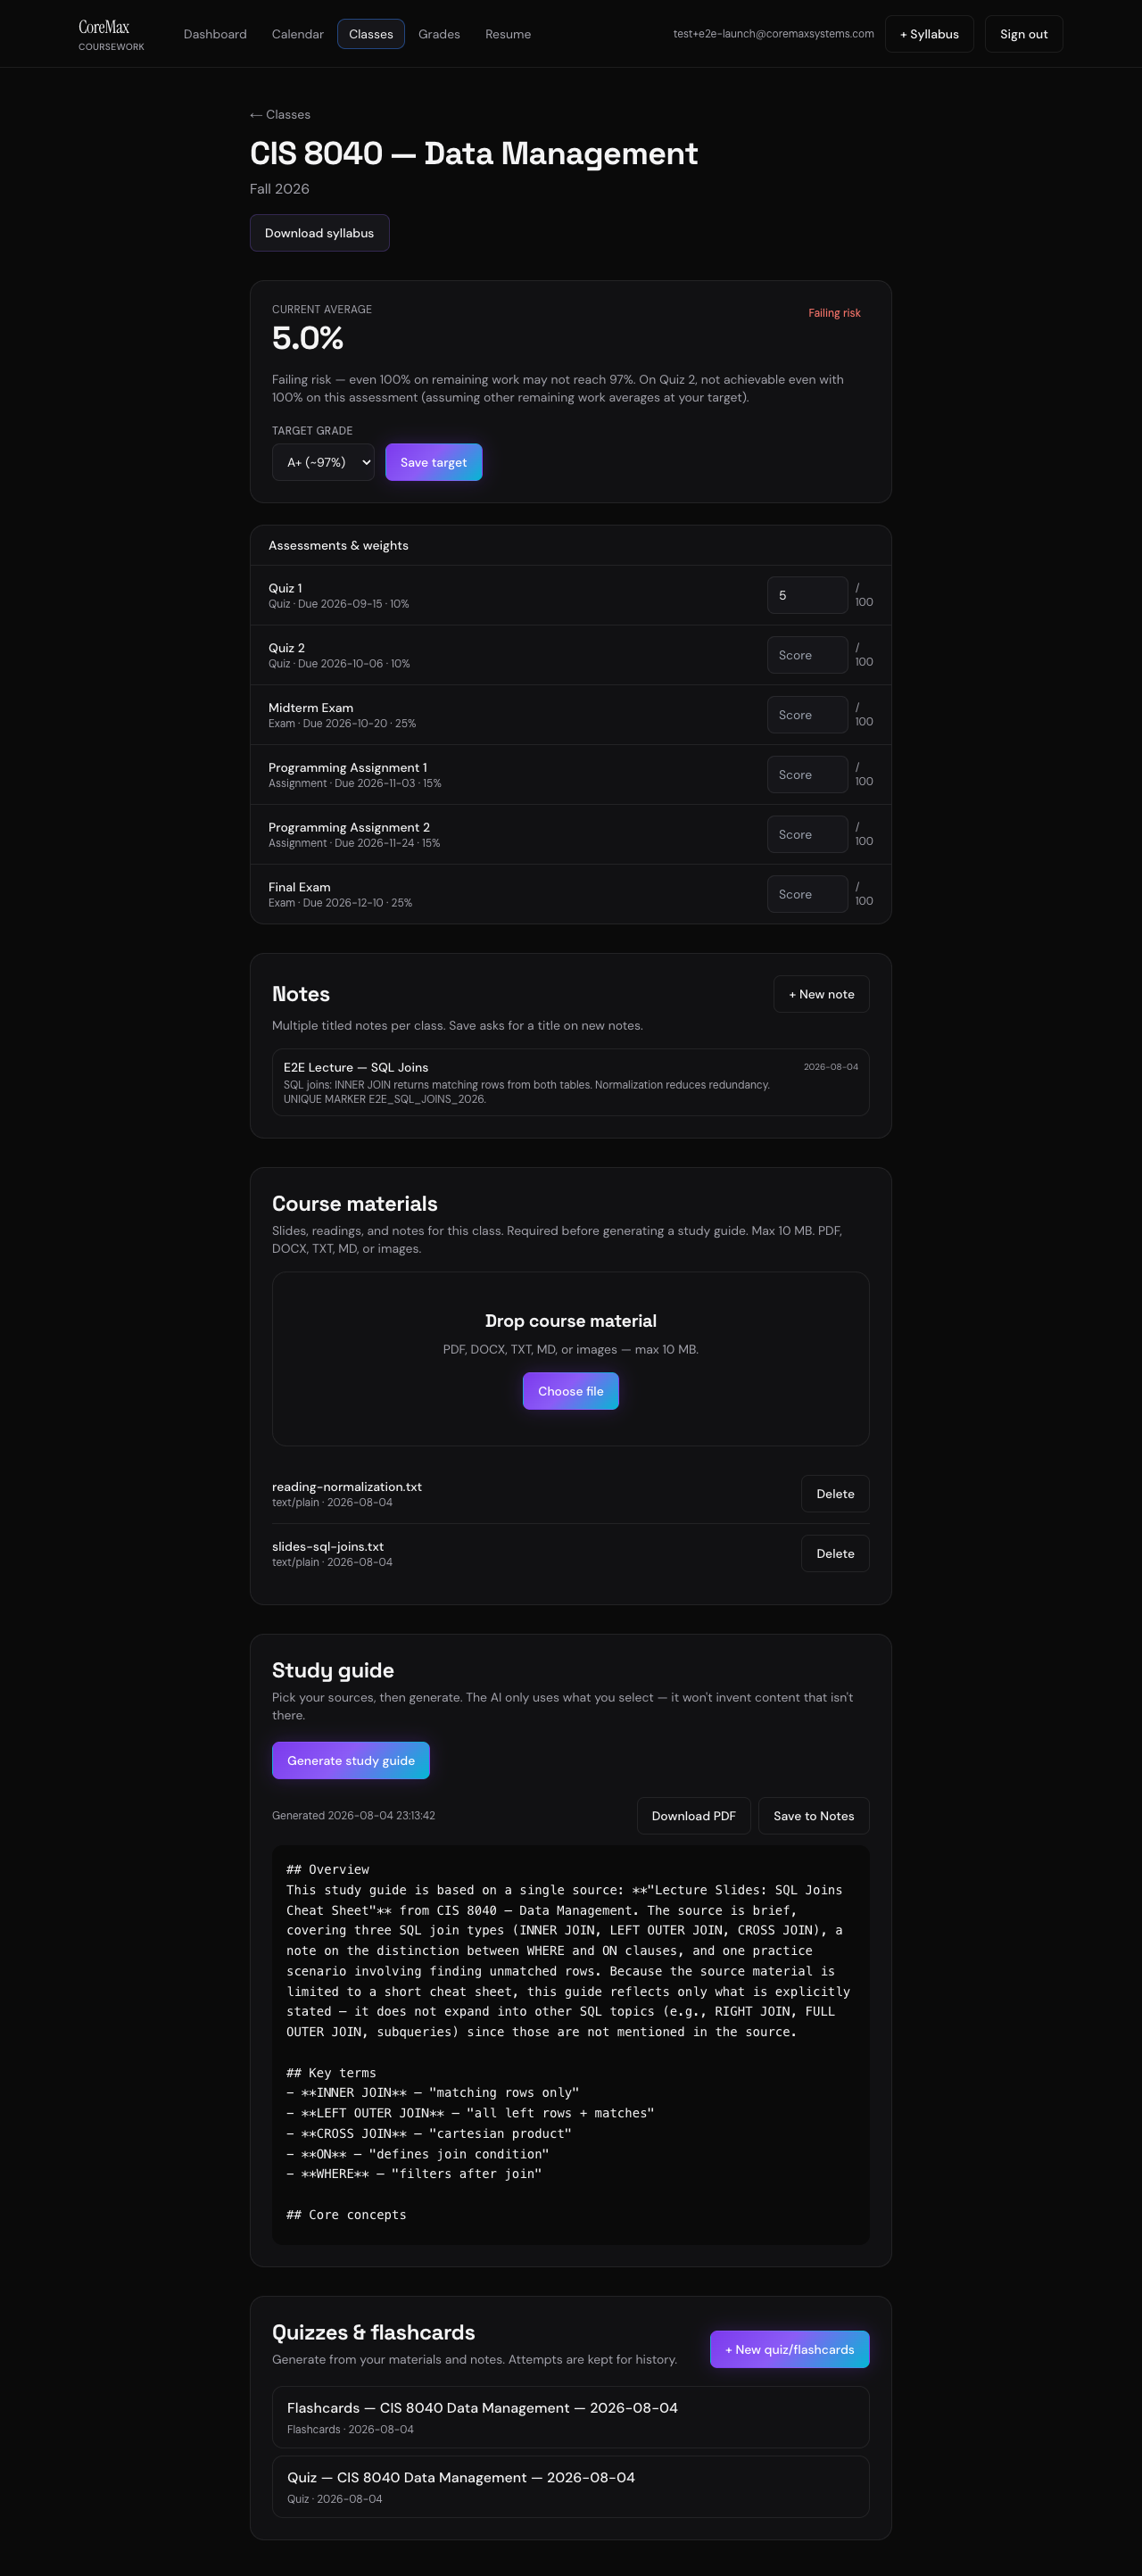 CoreMax
COURSEWORK
Dashboard
Calendar
Classes
Grades
Resume
test+e2e-launch@coremaxsystems.com
+ Syllabus
Sign out
← Classes
CIS 8040 — Data Management
Fall 2026
Download syllabus
CURRENT AVERAGE
Failing risk
5.0%
Failing risk — even 100% on remaining work may not reach 97%. On Quiz 2, not achievable even with
100% on this assessment (assuming other remaining work averages at your target).
TARGET GRADE
A+ (~97%)
Save target
Assessments & weights
Quiz 1
Quiz · Due 2026-09-15 · 10%
5
/
100
Quiz 2
Quiz · Due 2026-10-06 · 10%
Score
/
100
Midterm Exam
Exam · Due 2026-10-20 · 25%
Score
/
100
Programming Assignment 1
Assignment · Due 2026-11-03 · 15%
Score
/
100
Programming Assignment 2
Assignment · Due 2026-11-24 · 15%
Score
/
100
Final Exam
Exam · Due 2026-12-10 · 25%
Score
/
100
Notes
+ New note
Multiple titled notes per class. Save asks for a title on new notes.
E2E Lecture — SQL Joins
2026-08-04
SQL joins: INNER JOIN returns matching rows from both tables. Normalization reduces redundancy.
UNIQUE MARKER E2E_SQL_JOINS_2026.
Course materials
Slides, readings, and notes for this class. Required before generating a study guide. Max 10 MB. PDF,
DOCX, TXT, MD, or images.
Drop course material
PDF, DOCX, TXT, MD, or images — max 10 MB.
Choose file
reading-normalization.txt
text/plain · 2026-08-04
Delete
slides-sql-joins.txt
text/plain · 2026-08-04
Delete
Study guide
Pick your sources, then generate. The AI only uses what you select — it won't invent content that isn't
there.
Generate study guide
Generated 2026-08-04 23:13:42
Download PDF
Save to Notes
## Overview
This study guide is based on a single source: **"Lecture Slides: SQL Joins
Cheat Sheet"** from CIS 8040 — Data Management. The source is brief,
covering three SQL join types (INNER JOIN, LEFT OUTER JOIN, CROSS JOIN), a
note on the distinction between WHERE and ON clauses, and one practice
scenario involving finding unmatched rows. Because the source material is
limited to a short cheat sheet, this guide reflects only what is explicitly
stated — it does not expand into other SQL topics (e.g., RIGHT JOIN, FULL
OUTER JOIN, subqueries) since those are not mentioned in the source.
## Key terms
- **INNER JOIN** — "matching rows only"
- **LEFT OUTER JOIN** — "all left rows + matches"
- **CROSS JOIN** — "cartesian product"
- **ON** — "defines join condition"
- **WHERE** — "filters after join"
## Core concepts
Quizzes & flashcards
Generate from your materials and notes. Attempts are kept for history.
+ New quiz/flashcards
Flashcards — CIS 8040 Data Management — 2026-08-04
Flashcards · 2026-08-04
Quiz — CIS 8040 Data Management — 2026-08-04
Quiz · 2026-08-04